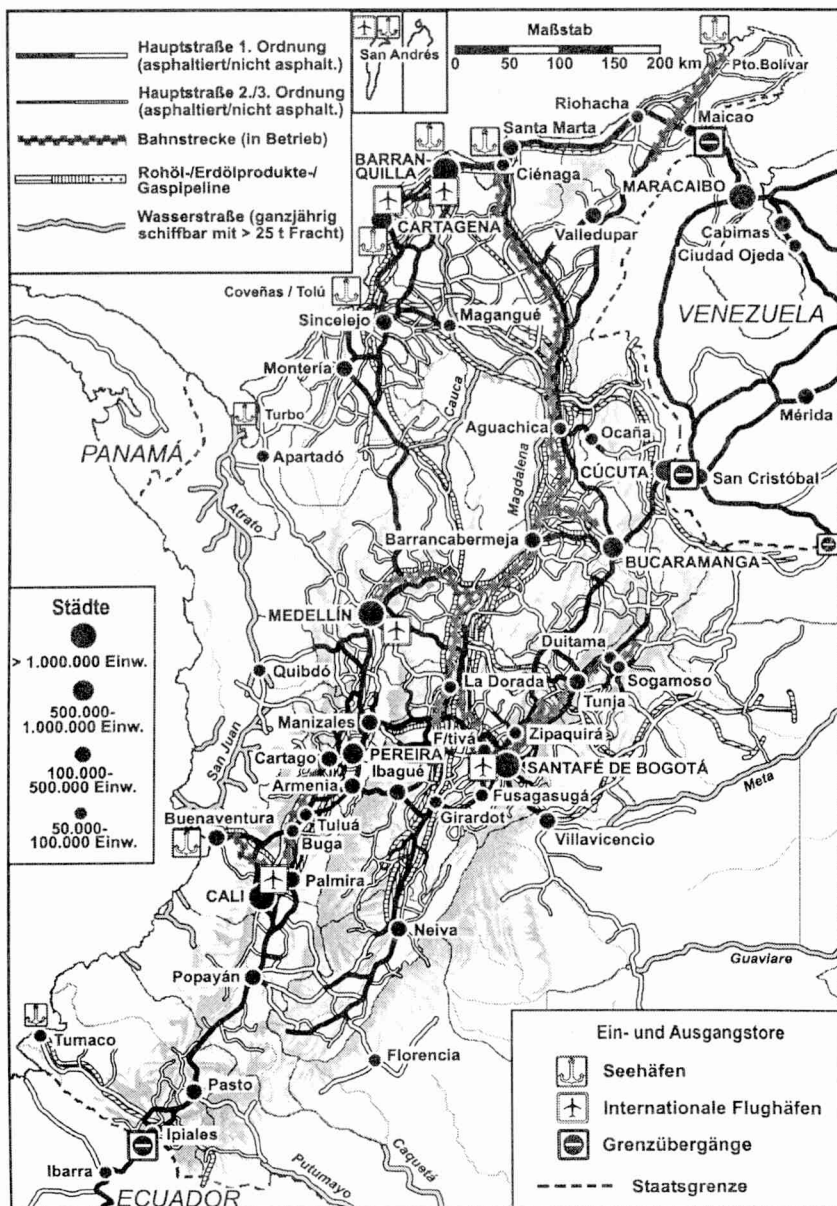 Hauptstraße 1. Ordnung
(asphaltiert/nicht asphalt.)
Hauptstraße 2./3. Ordnung
(asphaltiert/nicht asphalt.)
Bahnstrecke (in Betrieb)
Rohöl-/Erdölprodukte-/
Gaspipeline
Wasserstraße (ganzjährig
schiffbar mit > 25 t Fracht)
San Andrés
Maßstab
0 50 100 150 200 km
Pto.Bolívar
Riohacha
Maicao
Santa Marta
BARRAN-
QUILLA
Ciénaga
MARACAIBO
CARTAGENA
Valledupar
Cabimas
Ciudad Ojeda
Coveñas / Tolú
Sincelejo
Magangué
VENEZUELA
Montería
Cauca
Mérida
Turbo
Aguachica
Ocaña
PANAMÁ
Apartadó
Magdalena
CÚCUTA
San Cristóbal
Atrato
Barrancabermeja
BUCARAMANGA
Städte
> 1.000.000 Einw.
500.000-
1.000.000 Einw.
100.000-
500.000 Einw.
50.000-
100.000 Einw.
MEDELLÍN
Duitama
Quibdó
La Dorada
Sogamoso
Tunja
San Juan
Manizales
F/tivá
Zipaquirá
Cartago
PEREIRA
Ibagué
SANTAFÉ DE BOGOTÁ
Meta
Armenia
Fusagasugá
Buenaventura
Tuluá
Girardot
Buga
Villavicencio
Palmira
CALI
Neiva
Popayán
Guaviare
Tumaco
Florencia
Pasto
Ipiales
Ibarra
Caquetá
Putumayo
ECUADOR
Ein- und Ausgangstore
Seehäfen
Internationale Flughäfen
Grenzübergänge
Staatsgrenze